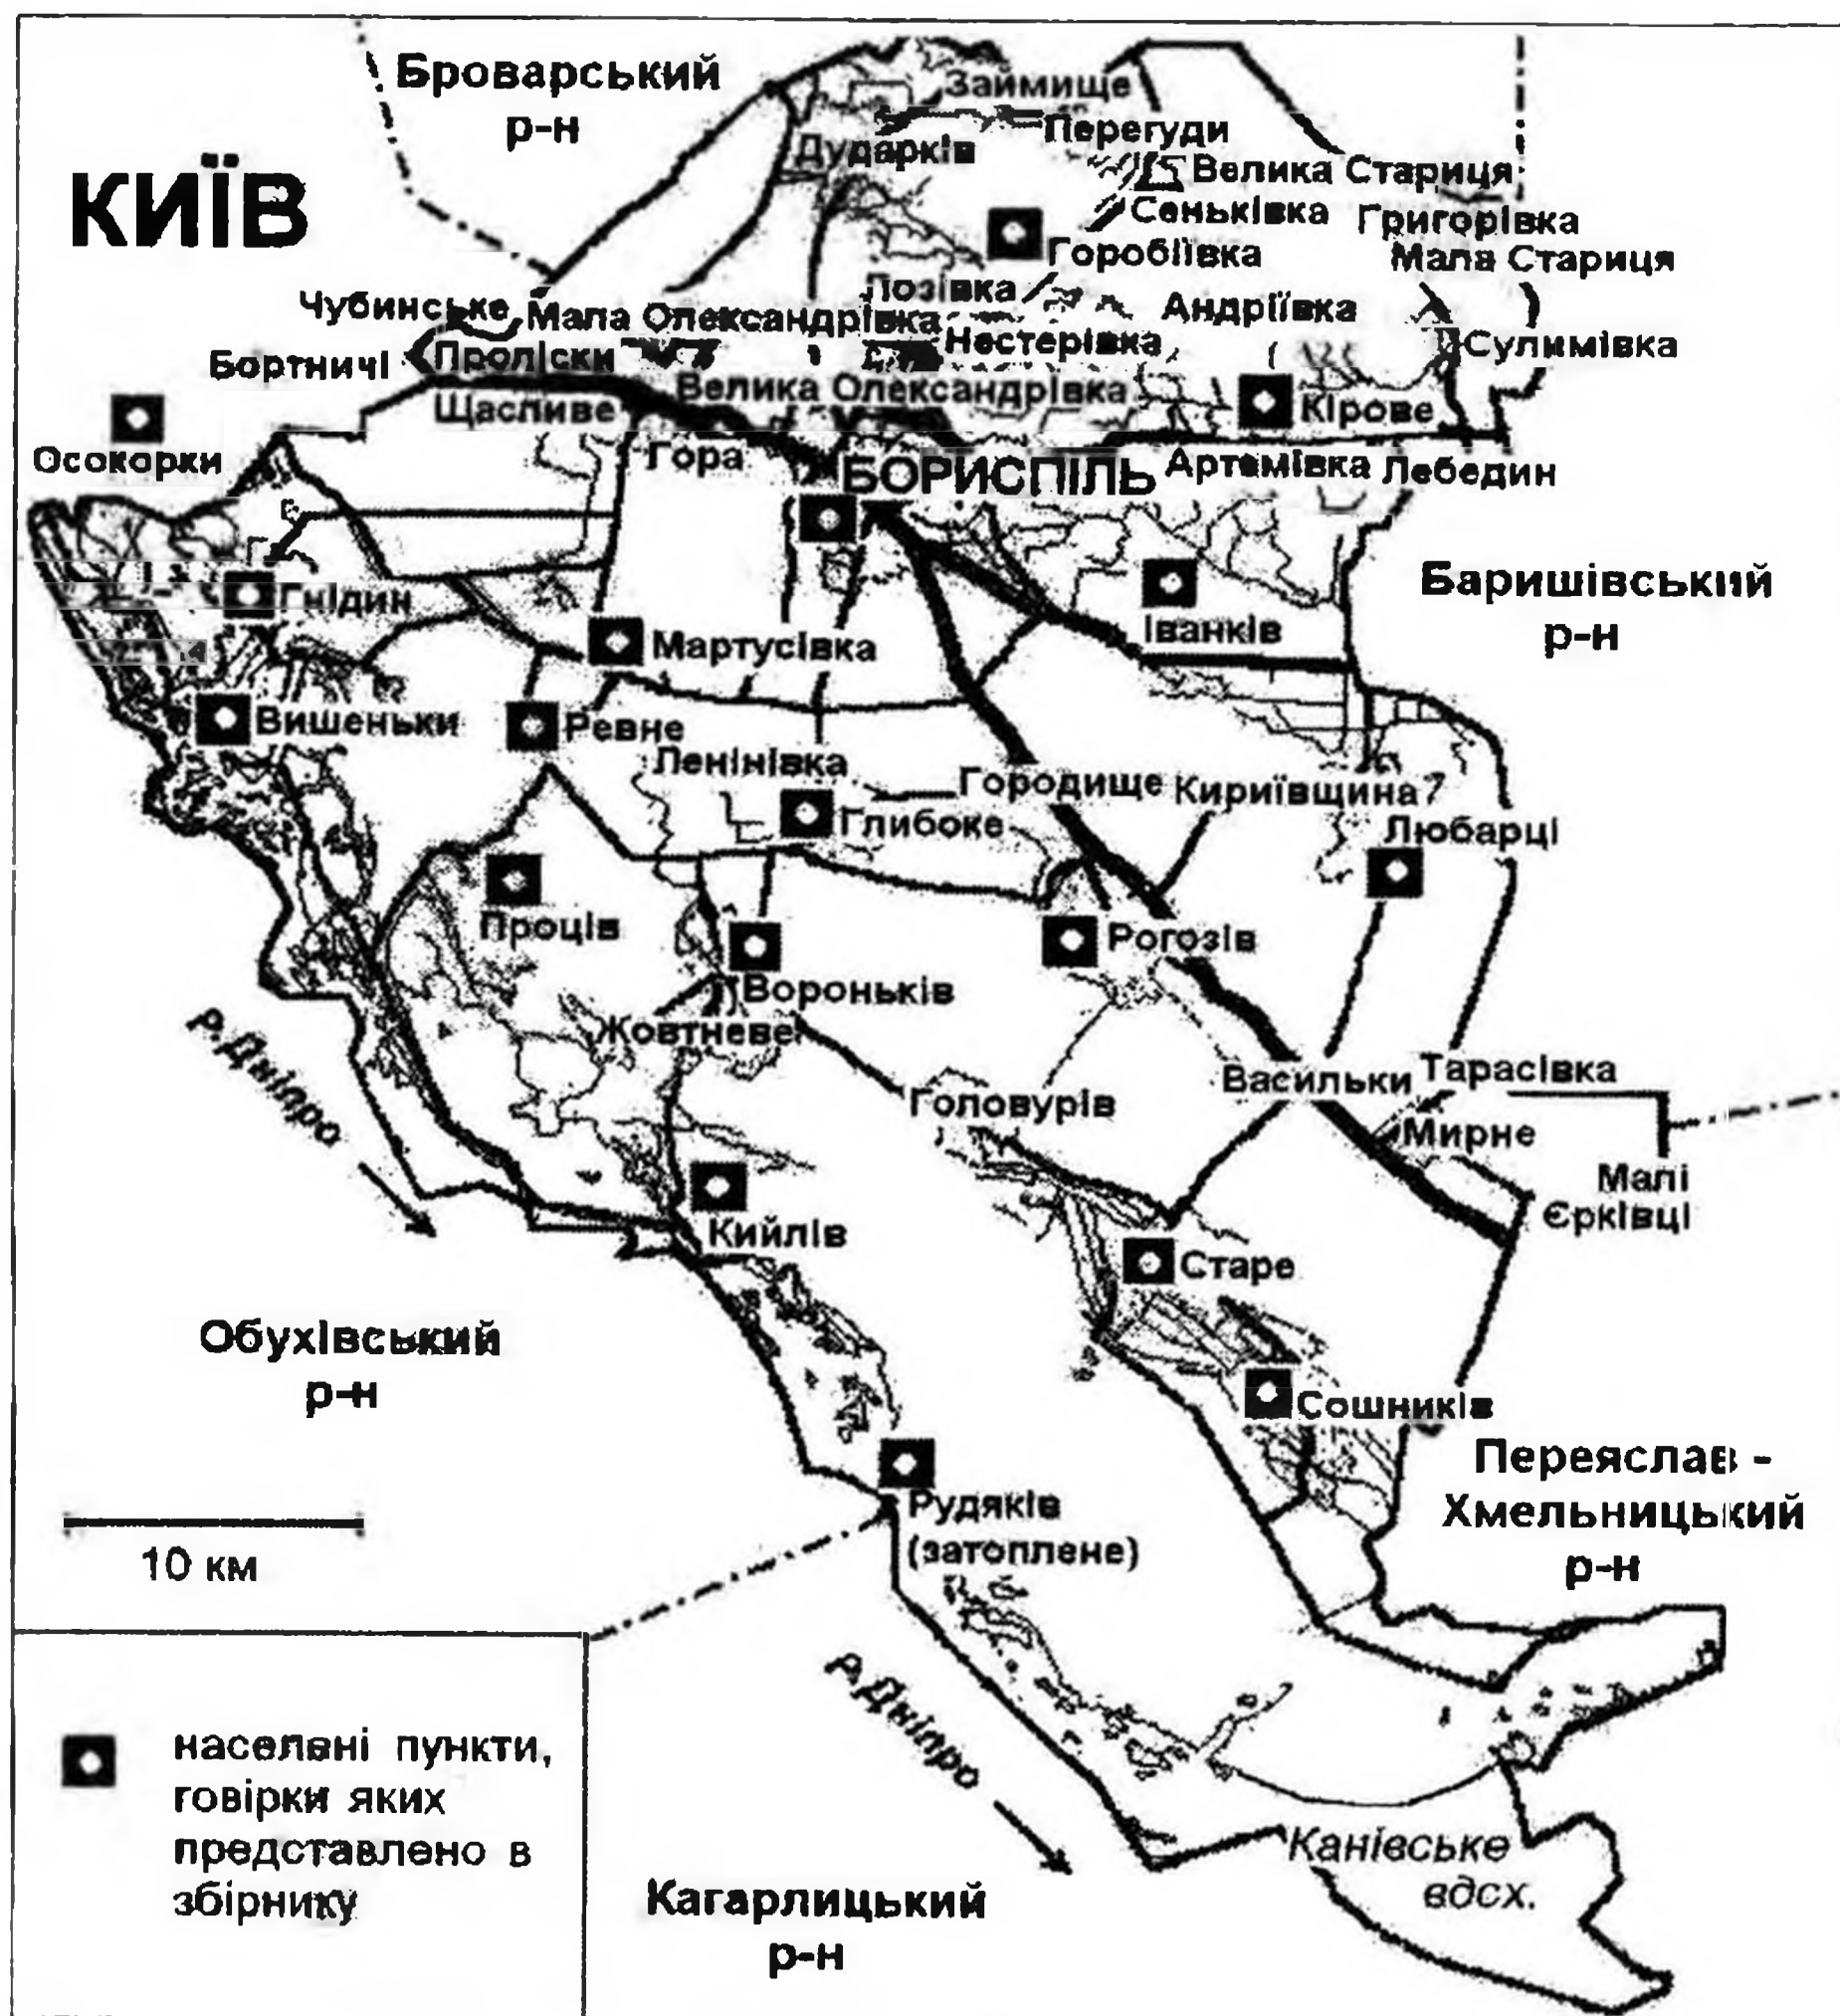 Броварський
р-н
КИЇВ
Займище
Перегуди
Дударків
Велика Стариця
Сеньківка
Григорівка
Горобіївка
Мала Стариця
Лозівка
Чубинське
Мала Олександрівка
Андріївка
Нестерівка
Сулимівка
Бортничі
Проліски
Велика Олександрівка
Щасливе
Кірове
Осокорки
Гора
БОРИСПІЛЬ
Артемівка
Лебедин
Баришівський
р-н
Гнідин
Іванків
Мартусівка
Вишеньки
Ревне
Ленінівка
Городище
Кириївщина
Глибоке
Любарці
Проців
Рогозів
Вороньків
Жовтневе
р.Дніпро
Васильки
Тарасівка
Головурів
Мирне
Малі
Єрківці
Кийлів
Старе
Обухівський
р-н
Сошників
Переяслав -
Хмельницький
р-н
Рудяків
(затоплене)
10 км
р.Дніпро
населені пункти,
говірки яких
представлено в
збірнику
Канівське
вдсх.
Кагарлицький
р-н